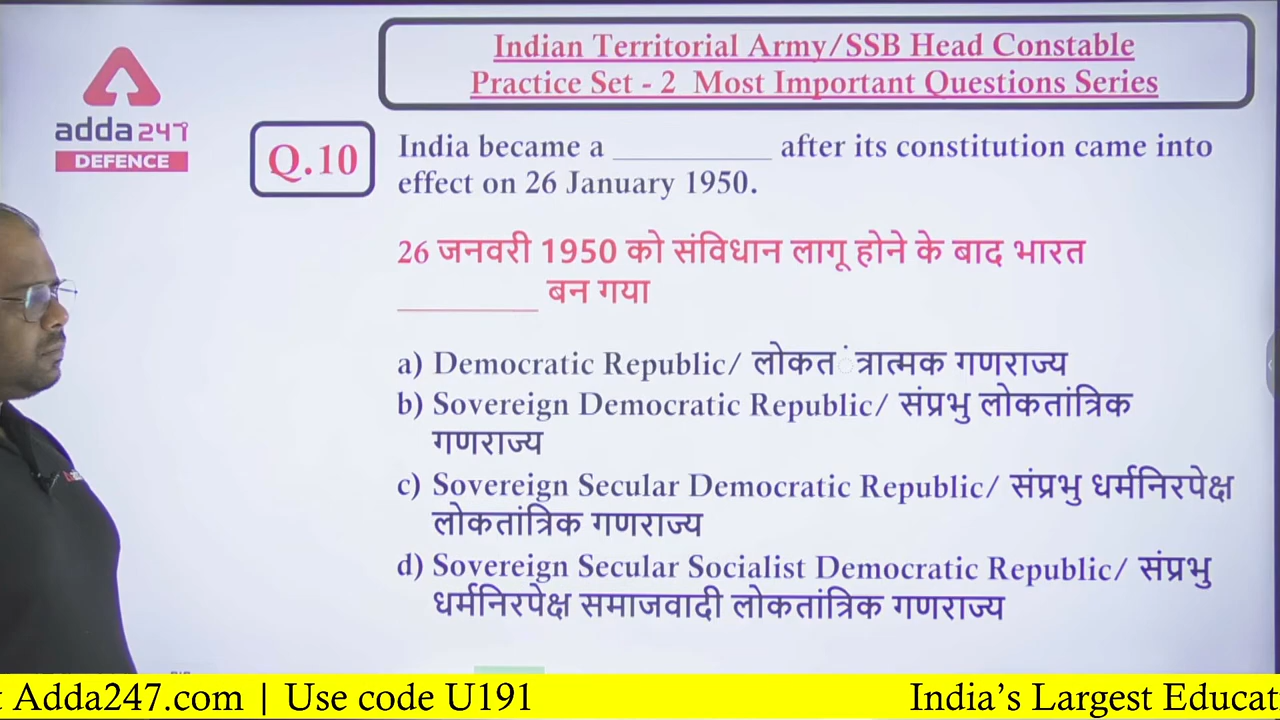 Indian Territorial Army/SSB Head Constable
Practice Set - 2 Most Important Questions Series
adda247
DEFENCE
Q.10
India became a __________ after its constitution came into
effect on 26 January 1950.
26 जनवरी 1950 को संविधान लागू होने के बाद भारत
__________ बन गया
a) Democratic Republic/ लोकतंत्रात्मक गणराज्य
b) Sovereign Democratic Republic/ संप्रभु लोकतांत्रिक
गणराज्य
c) Sovereign Secular Democratic Republic/ संप्रभु धर्मनिरपेक्ष
लोकतांत्रिक गणराज्य
d) Sovereign Secular Socialist Democratic Republic/ संप्रभु
धर्मनिरपेक्ष समाजवादी लोकतांत्रिक गणराज्य
Adda247.com | Use code U191
India's Largest Educat